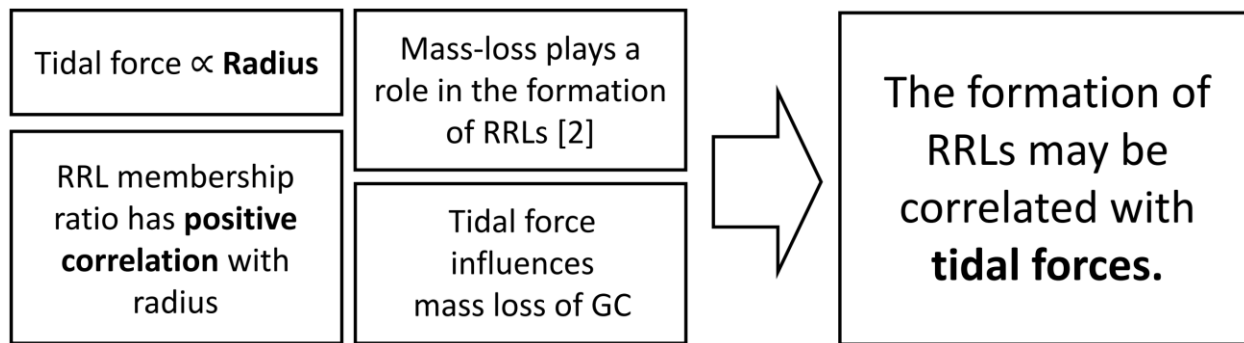 Tidal force ∝ Radius
RRL membership
ratio has positive
correlation with
radius
Mass-loss plays a
role in the formation
of RRLs [2]
Tidal force
influences
mass loss of GC
The formation of
RRLs may be
correlated with
tidal forces.